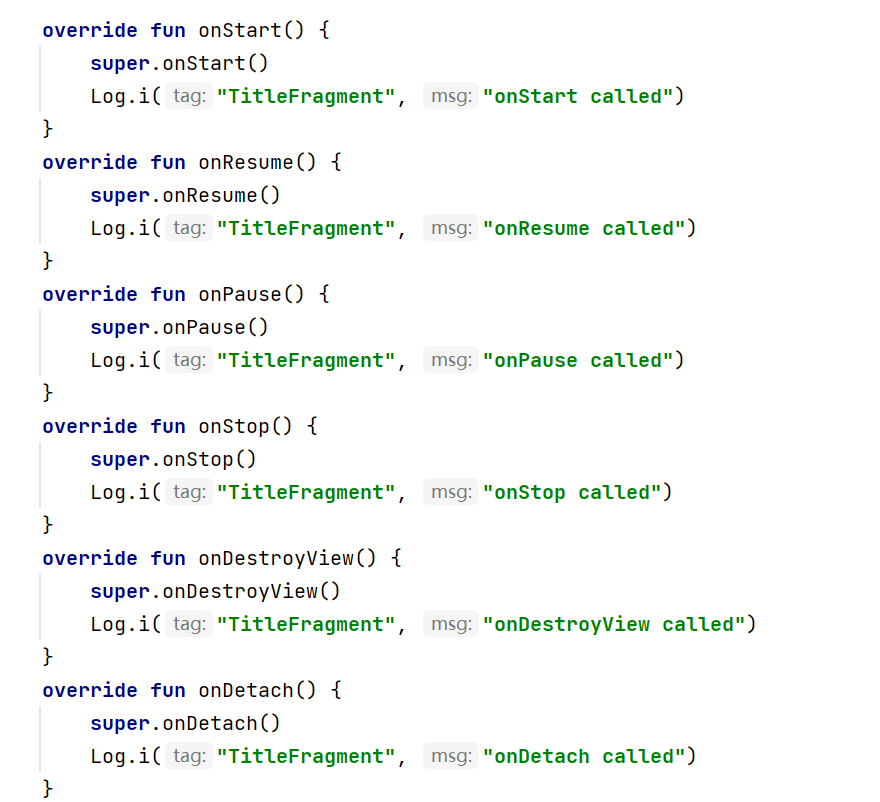 override fun onStart() {
    super.onStart()
    Log.i( tag: "TitleFragment", msg: "onStart called")
}
override fun onResume() {
    super.onResume()
    Log.i( tag: "TitleFragment", msg: "onResume called")
}
override fun onPause() {
    super.onPause()
    Log.i( tag: "TitleFragment", msg: "onPause called")
}
override fun onStop() {
    super.onStop()
    Log.i( tag: "TitleFragment", msg: "onStop called")
}
override fun onDestroyView() {
    super.onDestroyView()
    Log.i( tag: "TitleFragment", msg: "onDestroyView called")
}
override fun onDetach() {
    super.onDetach()
    Log.i( tag: "TitleFragment", msg: "onDetach called")
}